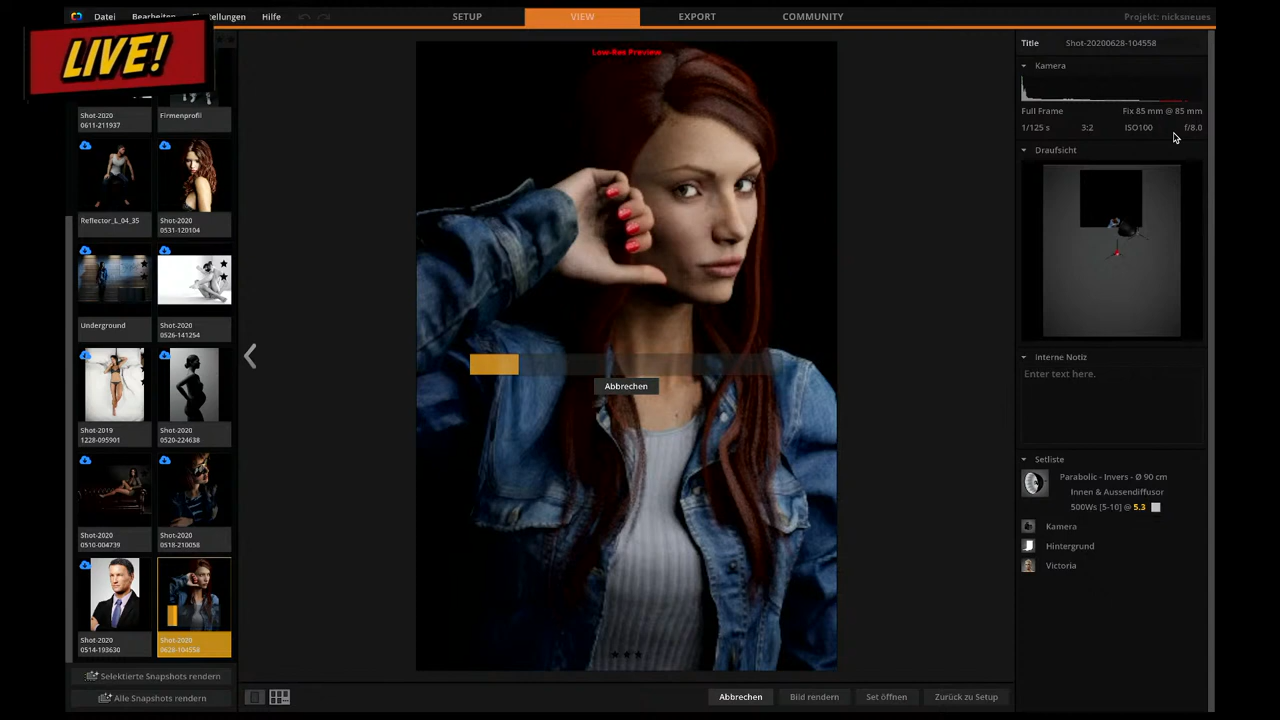 Datei Bearbeiten Einstellungen Hilfe SETUP VIEW EXPORT COMMUNITY Projekt: nicksneues
LIVE!
Low-Res Preview
Title Shot-20200628-104558
Kamera
Full Frame Fix 85 mm @ 85 mm
1/125 s 3:2 ISO100 f/8.0
Draufsicht
Interne Notiz
Enter text here.
Setliste
Parabolic - Invers - Ø 90 cm
Innen & Aussendiffusor
500Ws [5-10] @ 5.3
Kamera
Hintergrund
Victoria
Shot-2020
0611-211937
Firmenprofil
Reflector_L_04_35
Shot-2020
0531-120104
Underground
Shot-2020
0526-141254
Shot-2019
1228-095901
Shot-2020
0520-224638
Shot-2020
0510-004739
Shot-2020
0518-210058
Shot-2020
0514-193630
Shot-2020
0628-104558
Abbrechen
Selektierte Snapshots rendern
Alle Snapshots rendern
Abbrechen Bild rendern Set öffnen Zurück zu Setup